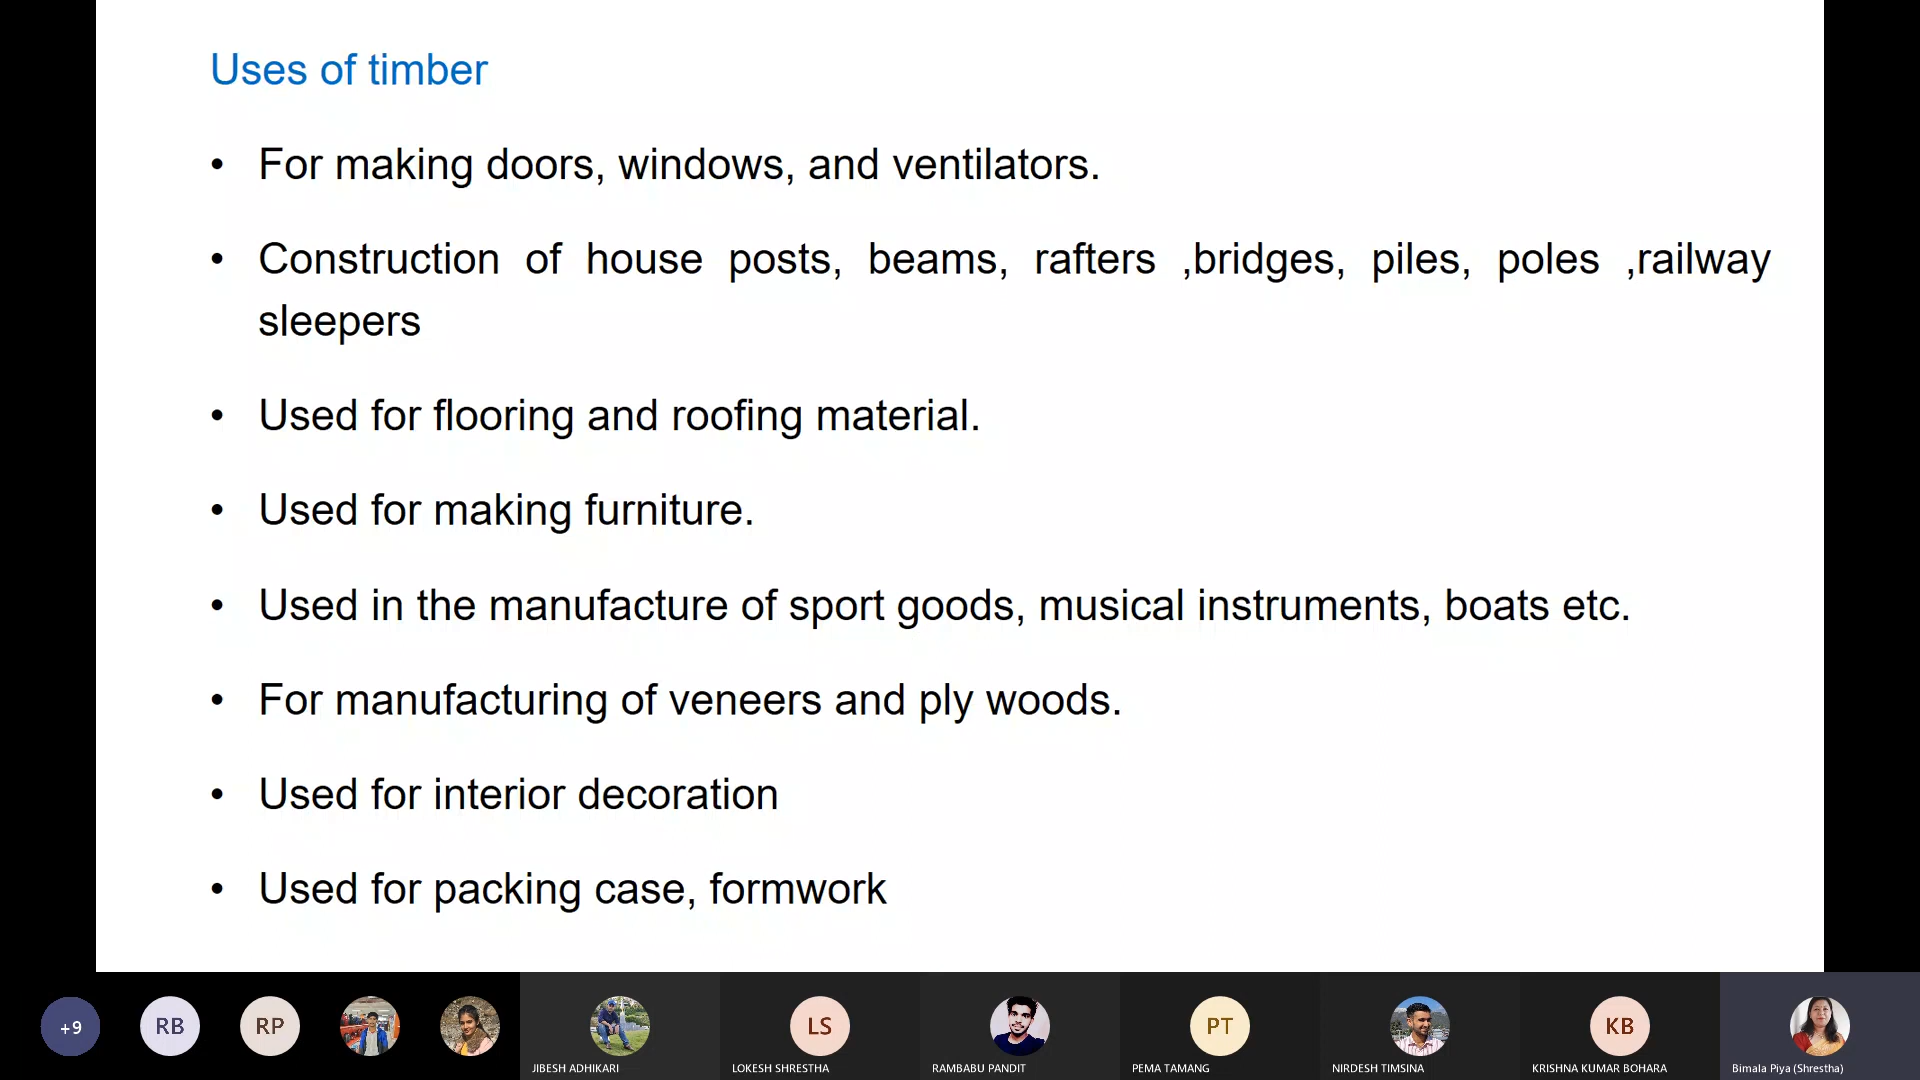 Uses of timber
• For making doors, windows, and ventilators.
• Construction of house posts, beams, rafters ,bridges, piles, poles ,railway
sleepers
• Used for flooring and roofing material.
• Used for making furniture.
• Used in the manufacture of sport goods, musical instruments, boats etc.
• For manufacturing of veneers and ply woods.
• Used for interior decoration
• Used for packing case, formwork
+9
RB
RP
JIBESH ADHIKARI
LS
LOKESH SHRESTHA
RAMBABU PANDIT
PT
PEMA TAMANG
NIRDESH TIMSINA
KB
KRISHNA KUMAR BOHARA
Bimala Piya (Shrestha)